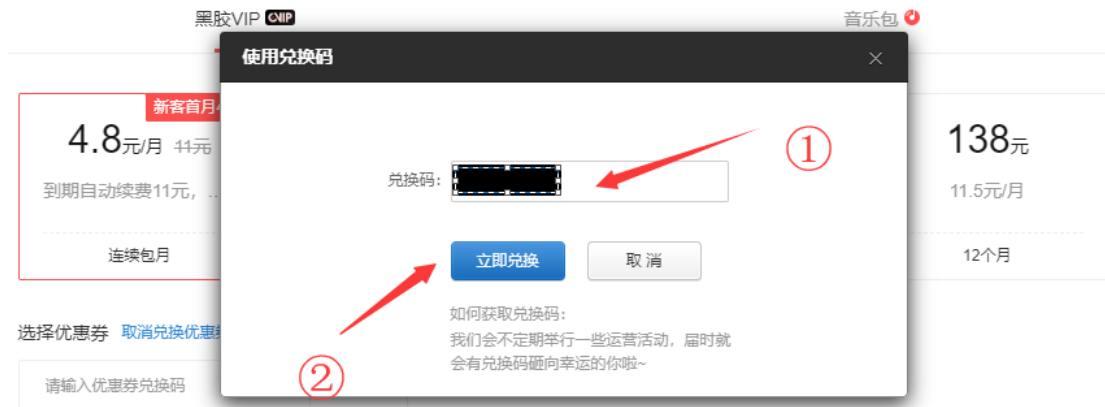 黑胶VIP VIP
音乐包
使用兑换码
新客首月
4.8元/月 11元
到期自动续费11元，...
连续包月
兑换码：
①
138元
11.5元/月
12个月
立即兑换
取消
②
如何获取兑换码：
我们会不定期举行一些运营活动，届时就
会有兑换码砸向幸运的你啦~
选择优惠券 取消兑换优惠
请输入优惠券兑换码